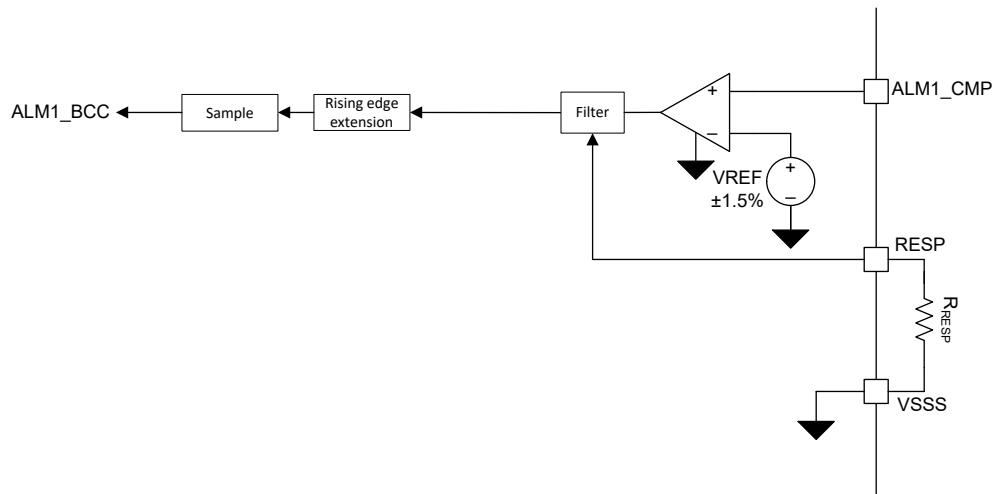 ALM1_CMP
+
Rising edge
extension
ALM1_BCC
Sample
Filter
–
VREF
±1.5%
+
–
RESP
RRESP
VSSS